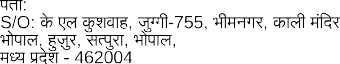 पता:
S/O: के एल कुशवाह, जुग्गी-755, भीमनगर, काली मंदिर
भोपाल, हुजुर, सत्पुरा, भोपाल,
मध्य प्रदेश - 462004